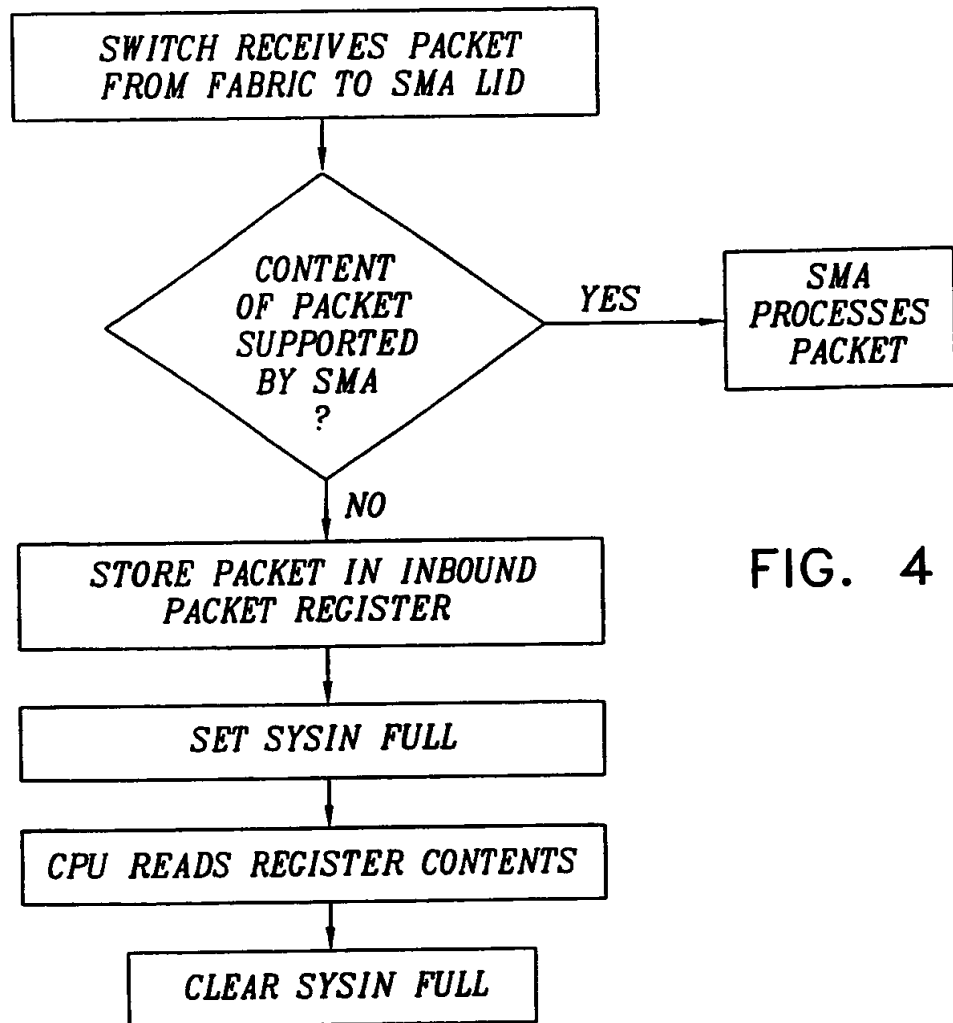 SWITCH RECEIVES PACKET
FROM FABRIC TO SMA LID
CONTENT
OF PACKET
SUPPORTED
BY SMA
?
YES
SMA
PROCESSES
PACKET
NO
STORE PACKET IN INBOUND
PACKET REGISTER
FIG. 4
SET SYSIN FULL
CPU READS REGISTER CONTENTS
CLEAR SYSIN FULL